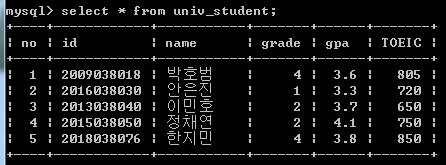 mysql> select * from univ_student;
no | id | name | grade | gpa | TOEIC
1 | 2009038018 | 박호범 | 4 | 3.6 | 805
2 | 2016038030 | 안은진 | 1 | 3.3 | 720
3 | 2013038040 | 이민호 | 2 | 3.7 | 650
4 | 2015038050 | 정채연 | 2 | 4.1 | 750
5 | 2018038076 | 한지민 | 4 | 3.8 | 850